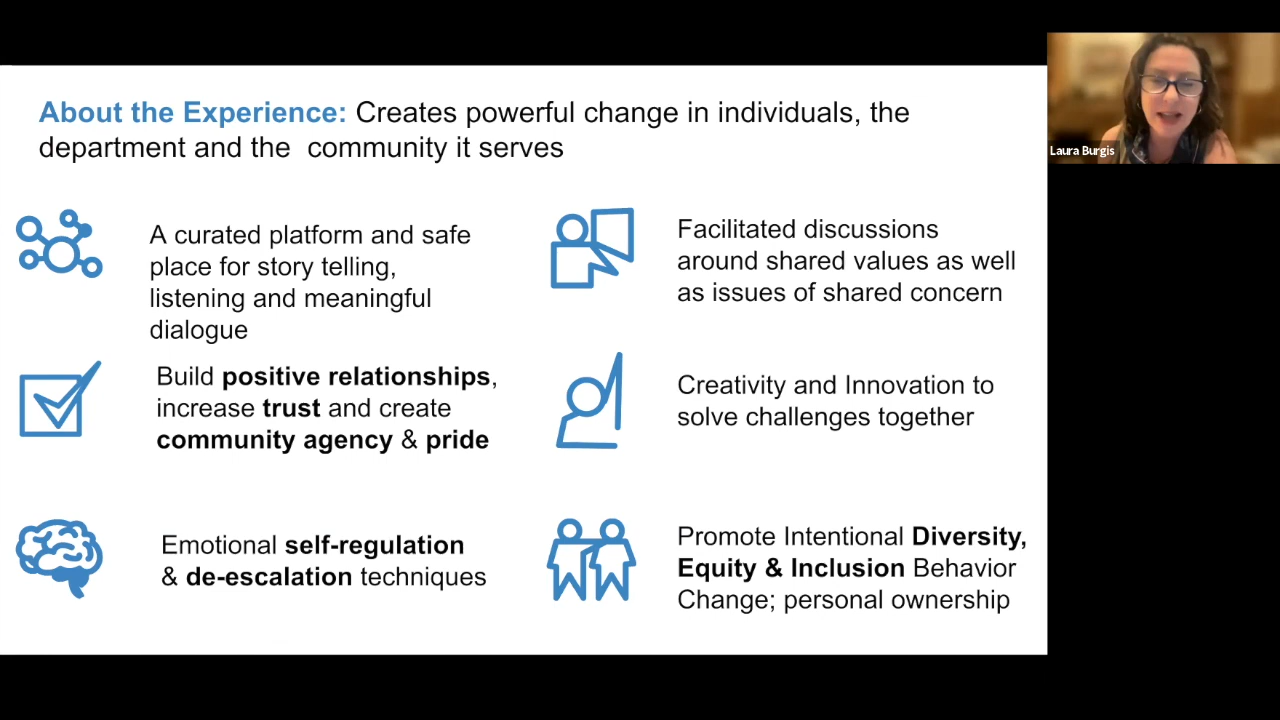 About the Experience: Creates powerful change in individuals, the
department and the  community it serves
A curated platform and safe
place for story telling,
listening and meaningful
dialogue
Facilitated discussions
around shared values as well
as issues of shared concern
Build positive relationships,
increase trust and create
community agency & pride
Creativity and Innovation to
solve challenges together
Emotional self-regulation
& de-escalation techniques
Promote Intentional Diversity,
Equity & Inclusion Behavior
Change; personal ownership
Laura Burgis